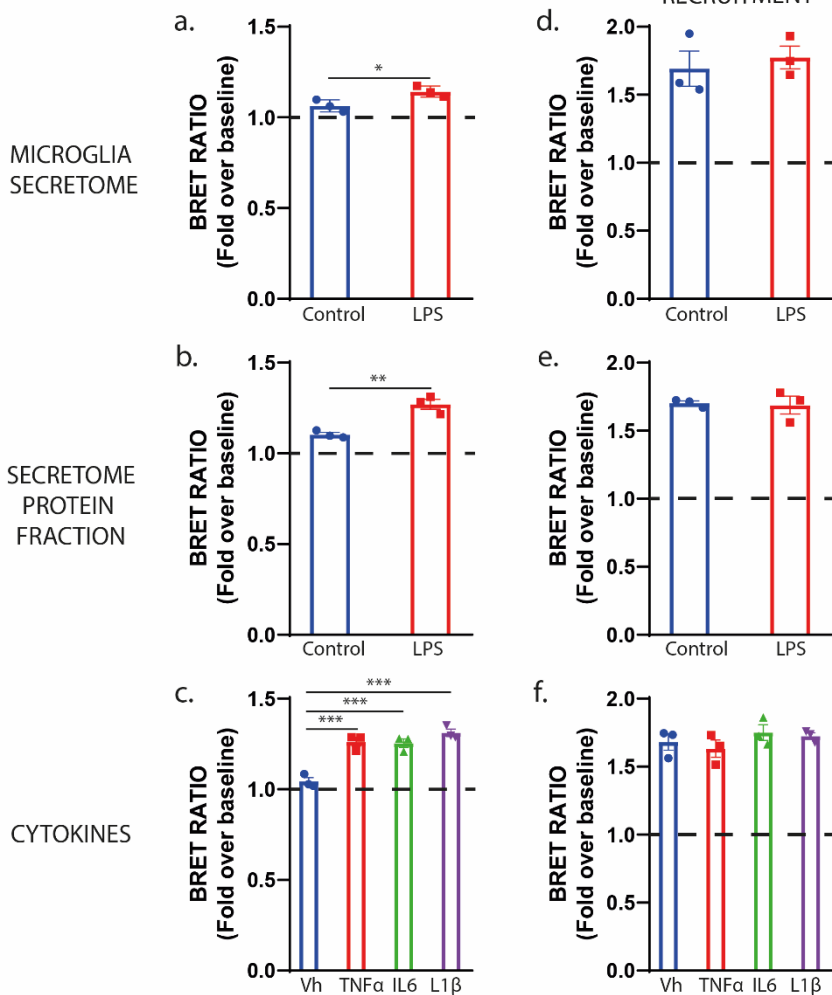 RECRUITMENT
MICROGLIA
SECRETOME
a.
BRET RATIO
(Fold over baseline)
1.5
1.0
0.5
0.0
*
Control LPS
d.
BRET RATIO
(Fold over baseline)
2.0
1.5
1.0
0.5
0.0
Control LPS
SECRETOME
PROTEIN
FRACTION
b.
BRET RATIO
(Fold over baseline)
1.5
1.0
0.5
0.0
**
Control LPS
e.
BRET RATIO
(Fold over baseline)
2.0
1.5
1.0
0.5
0.0
Control LPS
CYTOKINES
c.
BRET RATIO
(Fold over baseline)
1.5
1.0
0.5
0.0
***
***
***
Vh TNFα IL6 L1β
f.
BRET RATIO
(Fold over baseline)
2.0
1.5
1.0
0.5
0.0
Vh TNFα IL6 L1β